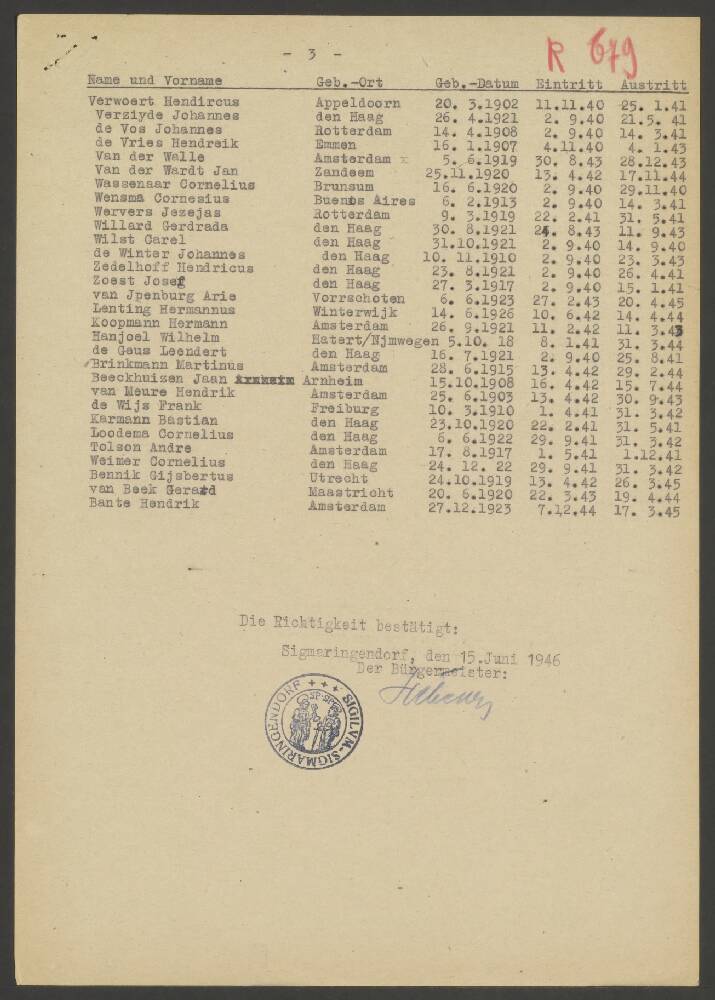 - 3 -
R 679
Name und Vorname Geb.-Ort Geb.-Datum Eintritt Austritt
Verwoert Hendircus Appeldoorn 20. 3.1902 11.11.40 25. 1.41
Verziyde Johannes den Haag 26. 4.1921 2. 9.40 21.5. 41
de Vos Johannes Rotterdam 14. 4.1908 2. 9.40 14. 3.41
de Vries Hendreik Emmen 16. 1.1907 4.11.40 4. 1.43
Van der Walle Amsterdam x 5. 6.1919 30. 8.43 28.12.43
Van der Wardt Jan Zandeem 25.11.1920 13. 4.42 17.11.44
Wassenaar Cornelius Brunsum 16. 6.1920 2. 9.40 29.11.40
Wensma Cornesius Buenos Aires 6. 2.1913 2. 9.40 14. 3.41
Wervers Jezejas Rotterdam 9. 3.1919 22. 2.41 31. 5.41
Willard Gerdrada den Haag 30. 8.1921 24. 8.43 11. 9.43
Wilst Carel den Haag 31.10.1921 2. 9.40 14. 9.40
de Winter Johannes den Haag 10. 11.1910 2. 9.40 23. 3.43
Zedelhoff Hendricus den Haag 23. 8.1921 2. 9.40 26. 4.41
Zoest Josef den Haag 27. 3.1917 2. 9.40 15. 1.41
van Jpenburg Arie Vorrschoten 6. 6.1923 27. 2.43 20. 4.45
Lenting Hermannus Winterwijk 14. 6.1926 10. 6.42 14. 4.44
Koopmann Hermann Amsterdam 26. 9.1921 11. 2.42 11. 3.43
Hanjoel Wilhelm Hatert/Njmwegen 5.10. 18 8. 1.41 31. 3.44
de Geus Leendert den Haag 16. 7.1921 2. 9.40 25. 8.41
Brinkmann Martinus Amsterdam 28. 6.1915 13. 4.42 29. 2.44
Beeckhuizen Jaan Arnheim Arnheim 15.10.1908 16. 4.42 15. 7.44
van Meure Hendrik Amsterdam 25. 6.1903 13. 4.42 30. 9.43
de Wijs Frank Freiburg 10. 3.1910 1. 4.41 31. 3.42
Karmann Bastian den Haag 23.10.1920 22. 2.41 31. 5.41
Loodema Cornelius den Haag 6. 6.1922 29. 9.41 31. 3.42
Tolson Andre Amsterdam 17. 8.1917 1. 5.41 1.12.41
Weimer Cornelius den Haag 24. 12. 22 29. 9.41 31. 3.42
Bennik Gijsbertus Utrecht 24.10.1919 13. 4.42 26. 3.45
van Beek Gerard Maastricht 20. 6.1920 22. 3.43 19. 4.44
Bante Hendrik Amsterdam 27.12.1923 7.12.44 17. 3.45
Die Richtigkeit bestätigt:
Sigmaringendorf, den 15.Juni 1946
Der Bürgermeister:
SIGILVM-SIGMARINGENDORF